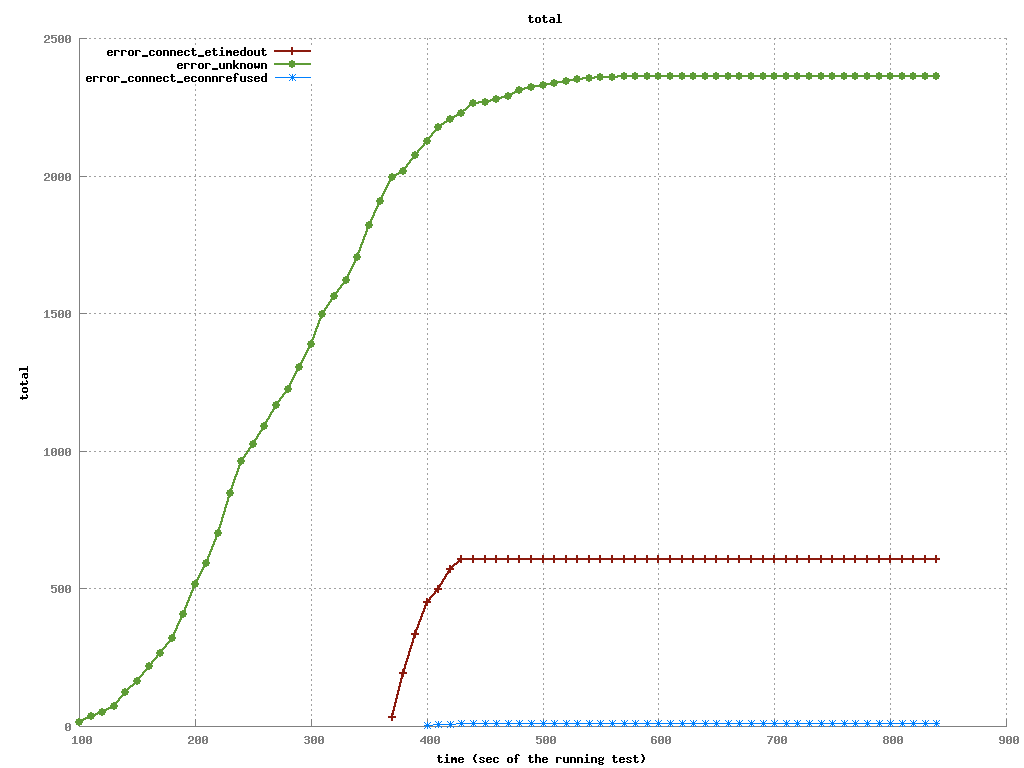 total
2500
error_connect_etimedout
error_unknown
error_connect_econnrefused
2000
1500
total
1000
500
0
100 200 300 400 500 600 700 800 900
time (sec of the running test)